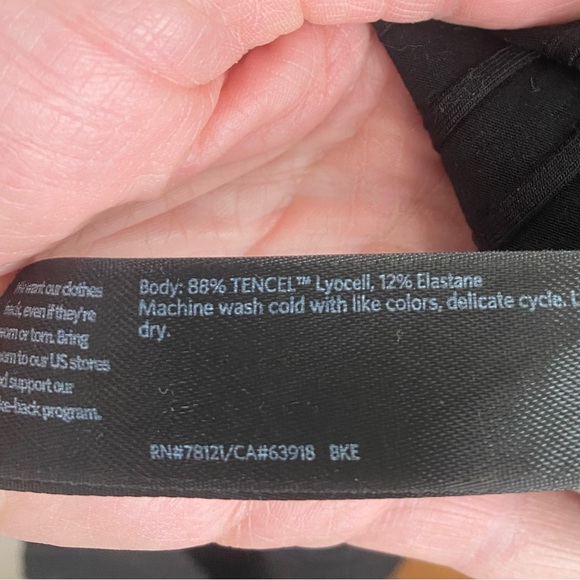 want our clothes
back, even if they're
worn or torn. Bring
them to our US stores
support our
back program.
Body: 88% TENCEL™ Lyocell, 12% Elastane
Machine wash cold with like colors, delicate cycle.
dry.
RN#78121/CA#63918 BKE